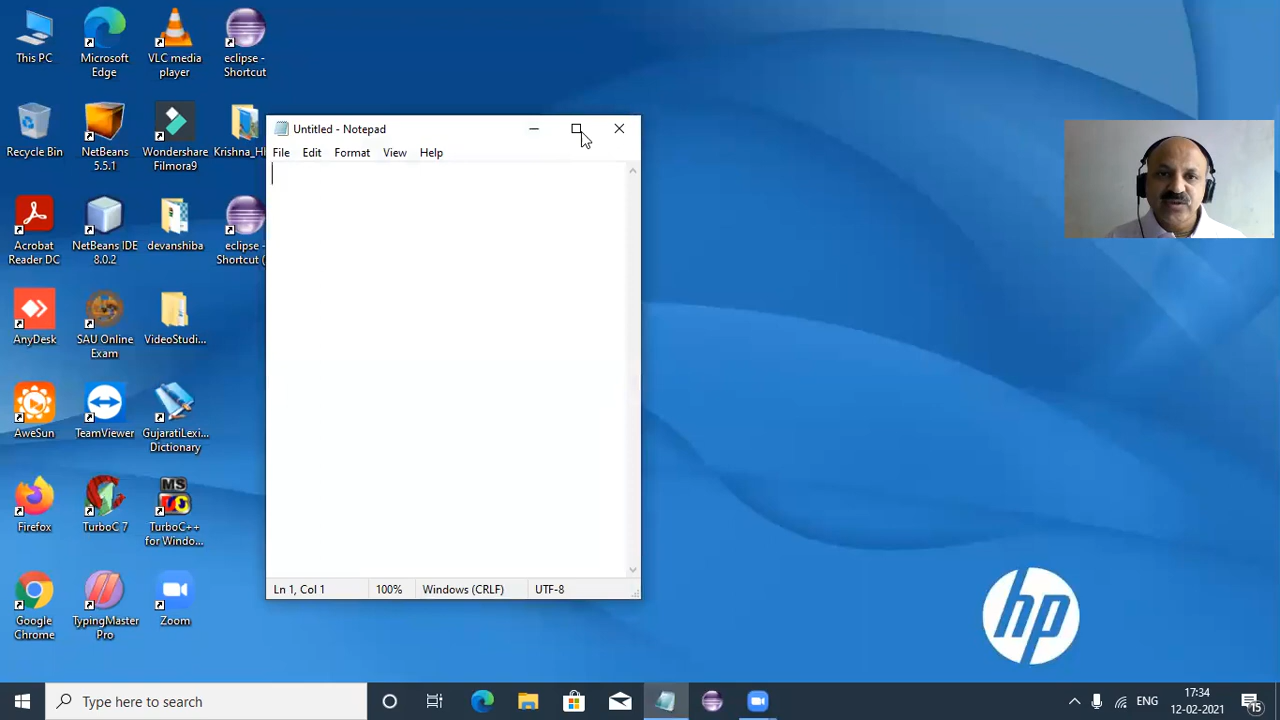 This PC
Microsoft
Edge
VLC media
player
eclipse -
Shortcut
Recycle Bin
NetBeans
5.5.1
Wondershare
Filmora9
Krishna_HI
Acrobat
Reader DC
NetBeans IDE
8.0.2
devanshiba
eclipse -
Shortcut (
AnyDesk
SAU Online
Exam
VideoStudi...
AweSun
TeamViewer
GujaratiLexi...
Dictionary
Firefox
TurboC 7
MS
TurboC++
for Windo...
Google
Chrome
TypingMaster
Pro
Zoom
Untitled - Notepad
File Edit Format View Help
Ln 1, Col 1 100% Windows (CRLF) UTF-8
hp
Type here to search
ENG
17:34
12-02-2021
15